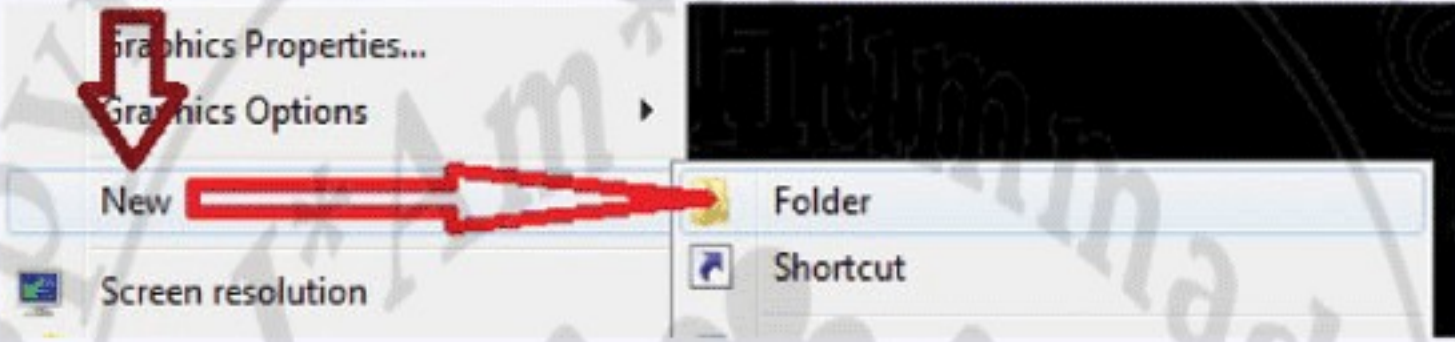 Graphics Properties...
Graphics Options
New
Folder
Shortcut
Screen resolution